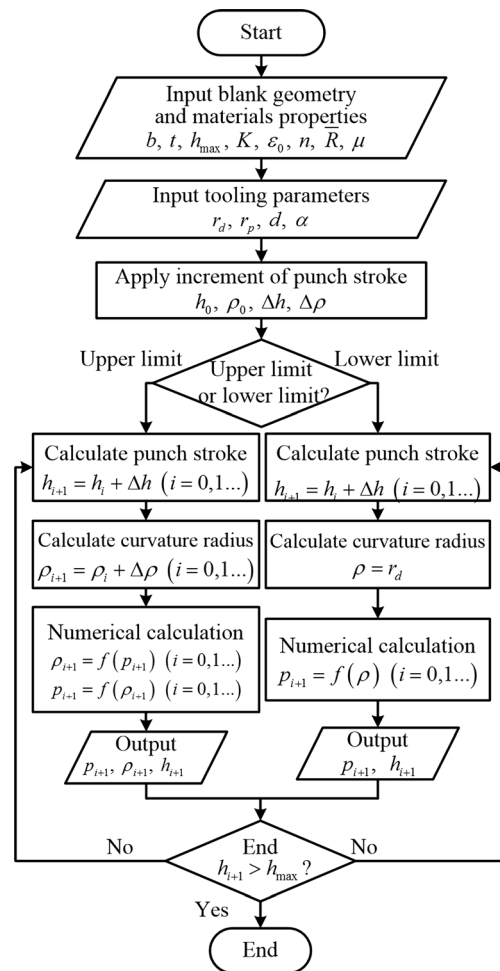 Start
Input blank geometry
and materials properties
b, t, h_max, K, ε_0, n, R̅, μ
Input tooling parameters
r_d, r_p, d, α
Apply increment of punch stroke
h_0, ρ_0, Δh, Δρ
Upper limit
Upper limit
or lower limit?
Lower limit
Calculate punch stroke
h_{i+1} = h_i + Δh (i = 0,1...)
Calculate curvature radius
ρ_{i+1} = ρ_i + Δρ (i = 0,1...)
Numerical calculation
ρ_{i+1} = f(p_{i+1}) (i = 0,1...)
p_{i+1} = f(ρ_{i+1}) (i = 0,1...)
Output
p_{i+1}, ρ_{i+1}, h_{i+1}
Calculate punch stroke
h_{i+1} = h_i + Δh (i = 0,1...)
Calculate curvature radius
ρ = r_d
Numerical calculation
p_{i+1} = f(ρ) (i = 0,1...)
Output
p_{i+1}, h_{i+1}
No
End
h_{i+1} > h_max ?
No
Yes
End